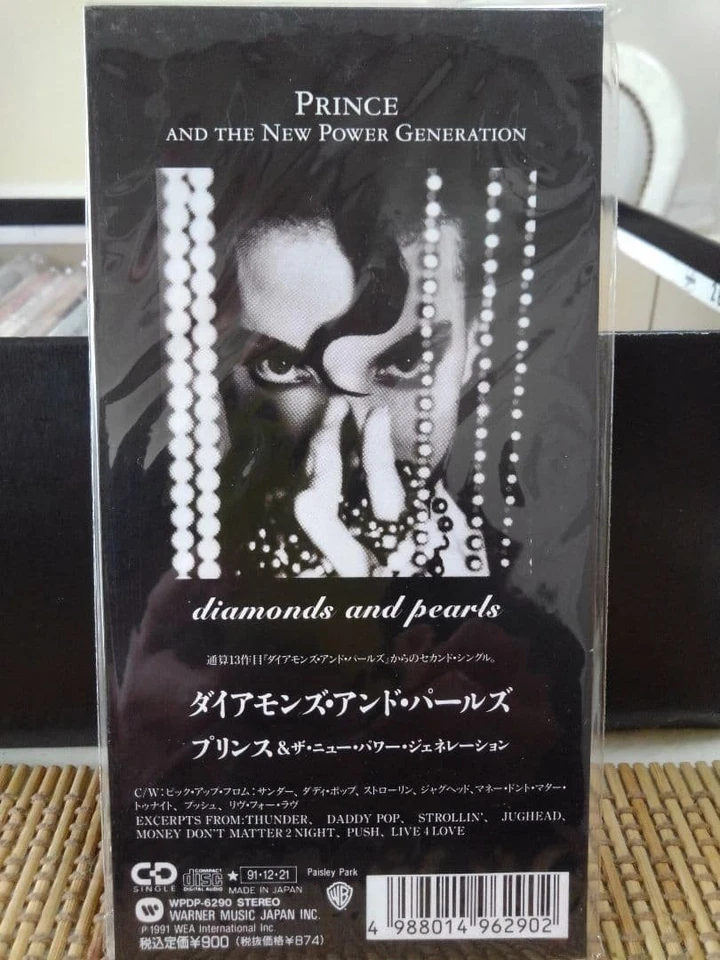 PRINCE
AND THE NEW POWER GENERATION
diamonds and pearls
通算13作目『ダイアモンズ・アンド・パールズ』からのセカンド・シングル。
ダイアモンズ・アンド・パールズ
プリンス&ザ・ニュー・パワー・ジェネレーション
C/W:ピック・アップ・フロム:サンダー、ダディ・ポップ、ストローリン、ジャグヘッド、マネー・ドント・マター・
トゥナイト、プッシュ、リヴ・フォー・ラヴ
EXCERPTS FROM:THUNDER、 DADDY POP、 STROLLIN'、 JUGHEAD、
MONEY DON'T MATTER 2 NIGHT、 PUSH、 LIVE 4 LOVE
CD SINGLE
COMPACT disc DIGITAL AUDIO
★ 91・12・21
MADE IN JAPAN
Paisley Park
WB
WPDP-6290 STEREO
WARNER MUSIC JAPAN INC.
℗ 1991 WEA International Inc.
税込定価¥900 (税抜価格¥874)
4 988014 962902